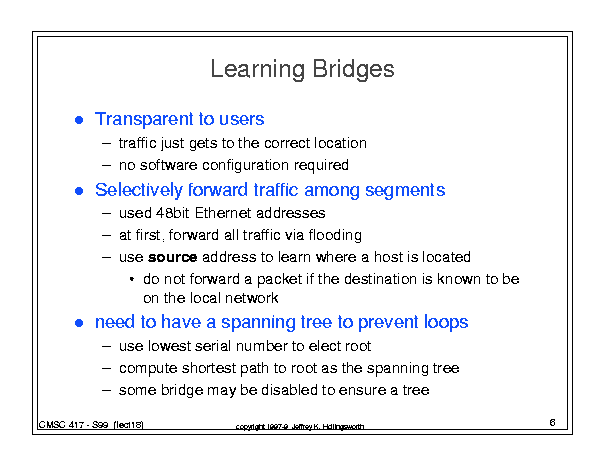 Learning Bridges
● Transparent to users
– traffic just gets to the correct location
– no software configuration required
● Selectively forward traffic among segments
– used 48bit Ethernet addresses
– at first, forward all traffic via flooding
– use source address to learn where a host is located
• do not forward a packet if the destination is known to be
on the local network
● need to have a spanning tree to prevent loops
– use lowest serial number to elect root
– compute shortest path to root as the spanning tree
– some bridge may be disabled to ensure a tree
CMSC 417 - S99 (lect18)
copyright 1997-9 Jeffrey K. Hollingsworth
6